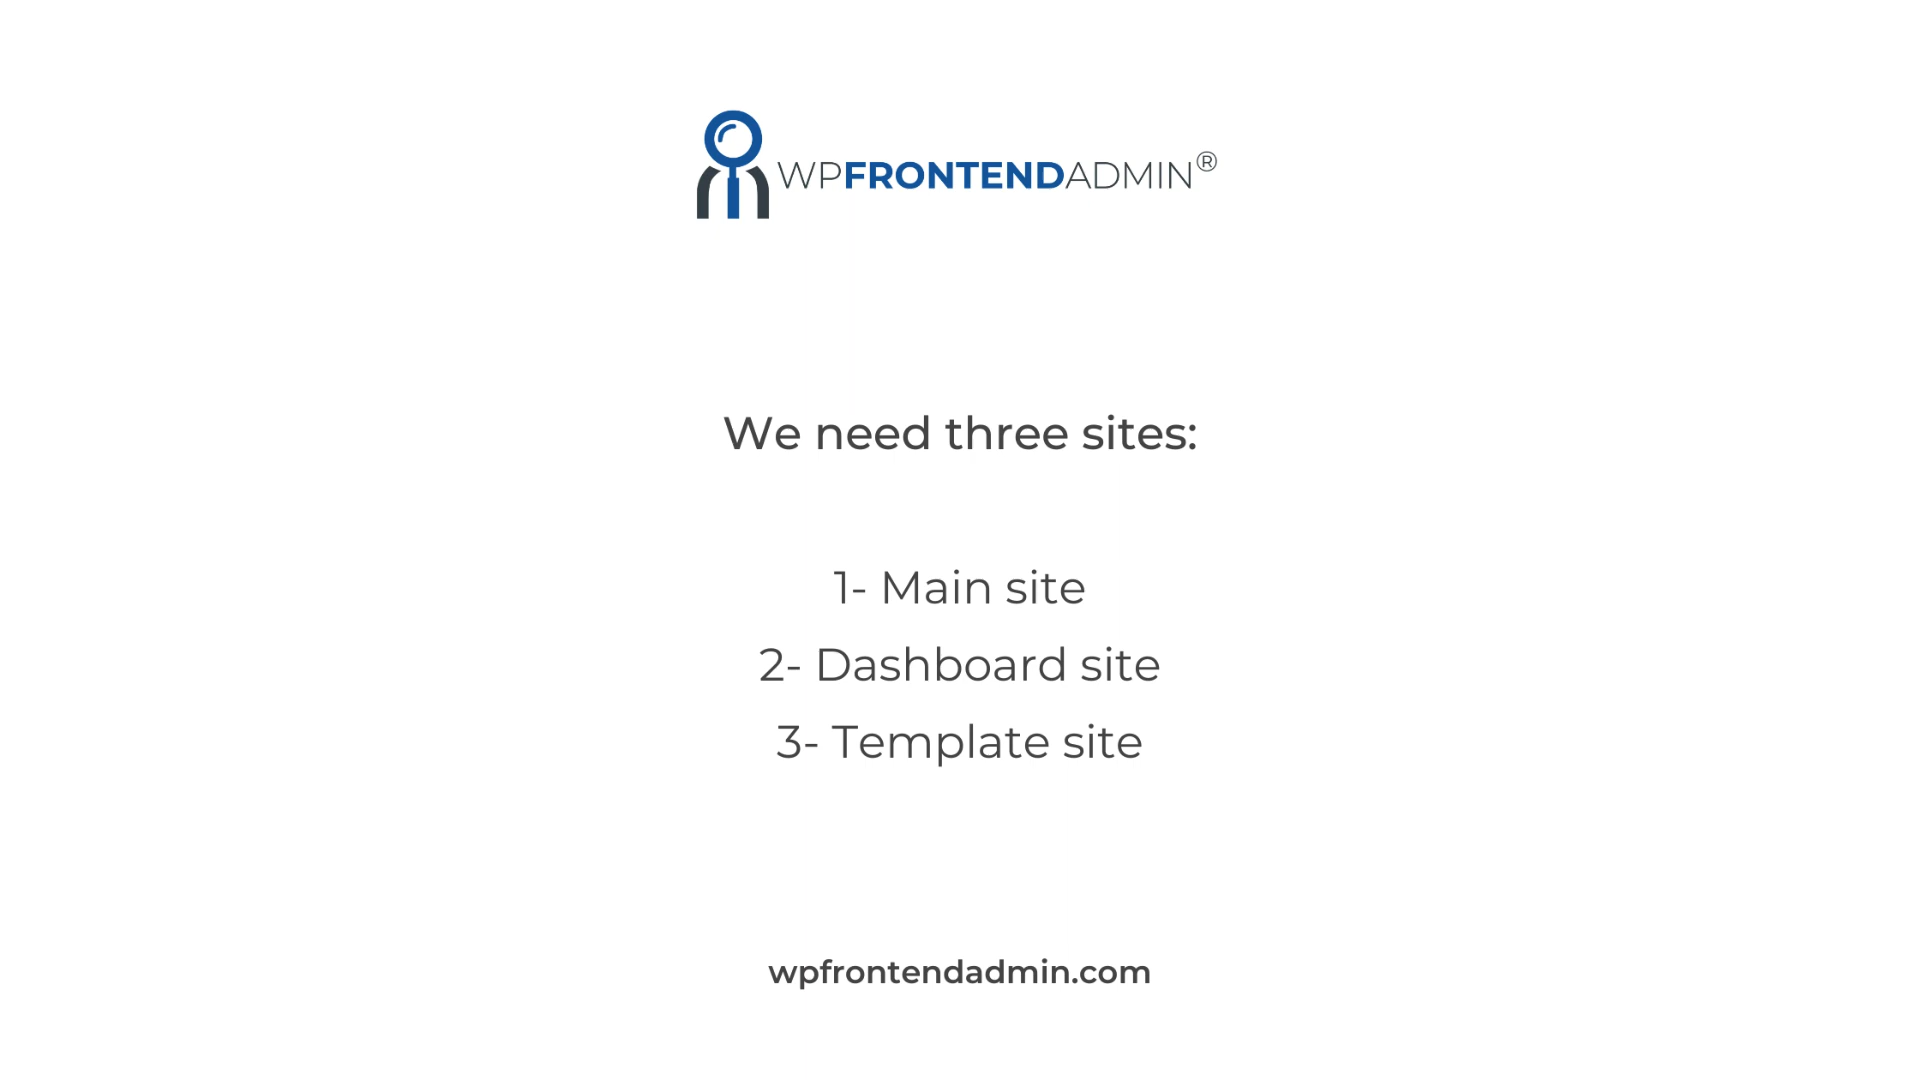 WPFRONTENDADMIN®
We need three sites:
1- Main site
2- Dashboard site
3- Template site
wpfrontendadmin.com